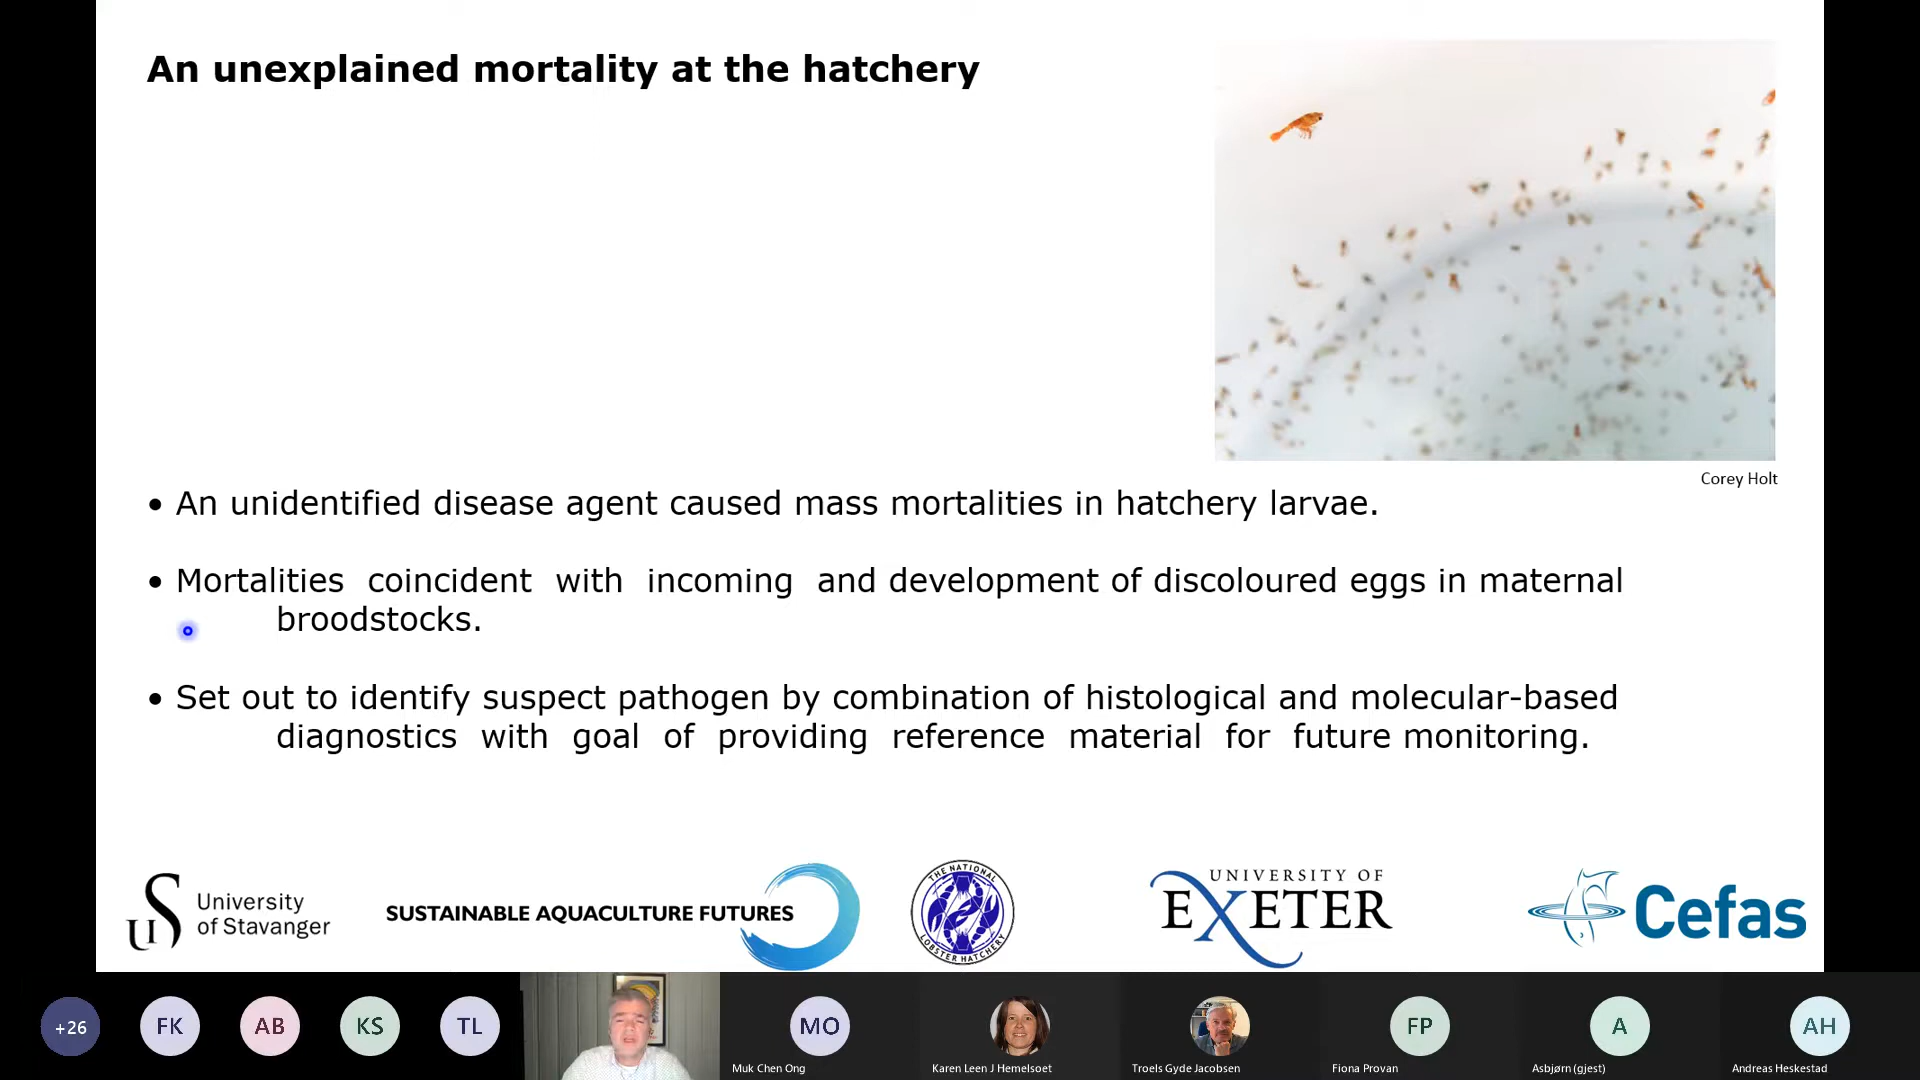 An unexplained mortality at the hatchery
Corey Holt
• An unidentified disease agent caused mass mortalities in hatchery larvae.
• Mortalities coincident with incoming and development of discoloured eggs in maternal
broodstocks.
• Set out to identify suspect pathogen by combination of histological and molecular-based
diagnostics with goal of providing reference material for future monitoring.
uS University
of Stavanger
SUSTAINABLE AQUACULTURE FUTURES
THE NATIONAL
LOBSTER HATCHERY
UNIVERSITY OF
EXETER
Cefas
+26
FK
AB
KS
TL
MO
FP
A
AH
Muk Chen Ong
Karen Leen J Hemelsoet
Troels Gyde Jacobsen
Fiona Provan
Asbjørn (gjest)
Andreas Heskestad